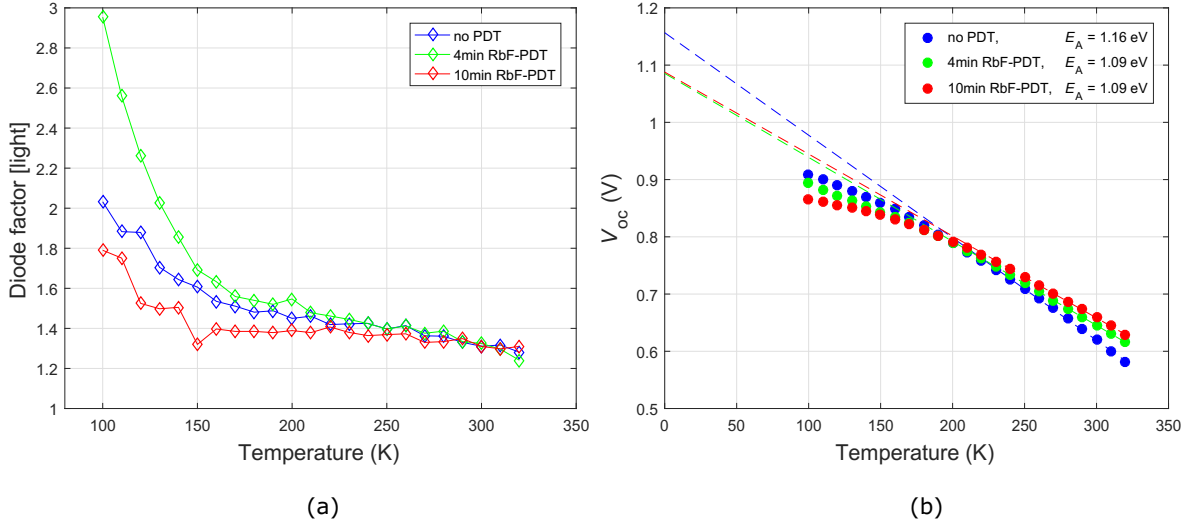 3
2.8
2.6
2.4
2.2
2
1.8
1.6
1.4
1.2
1
Diode factor [light]
100 150 200 250 300 350
Temperature (K)
no PDT
4min RbF-PDT
10min RbF-PDT
(a)
1.2
1.1
1
0.9
0.8
0.7
0.6
0.5
V oc (V)
0 50 100 150 200 250 300 350
Temperature (K)
no PDT, E A = 1.16 eV
4min RbF-PDT, E A = 1.09 eV
10min RbF-PDT, E A = 1.09 eV
(b)